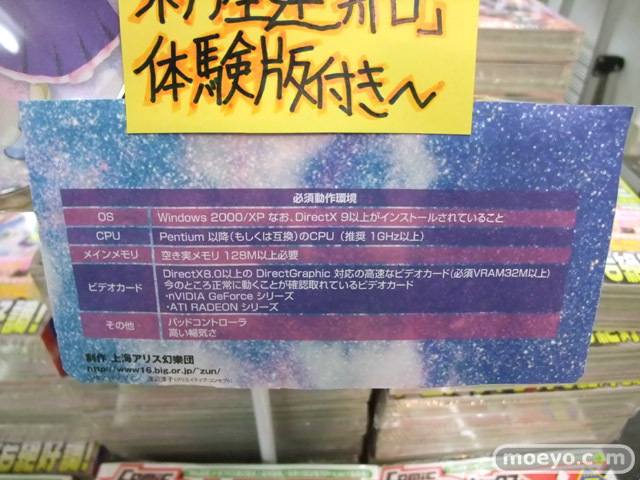 体験版付き〜
必須動作環境
OS
Windows 2000/XP なお、DirectX 9以上がインストールされていること
CPU
Pentium 以降(もしくは互換)のCPU(推奨 1GHz以上)
メインメモリ
空き実メモリ 128M以上必要
ビデオカード
DirectX8.0以上の DirectGraphic 対応の高速なビデオカード(必須VRAM32M以上)
今のところ正常に動くことが確認取れているビデオカード
・nVIDIA GeForce シリーズ
・ATI RADEON シリーズ
その他
パッドコントローラ
高い暢気さ
制作 上海アリス幻樂団
http://www16.big.or.jp/~zun/
moeyo.com